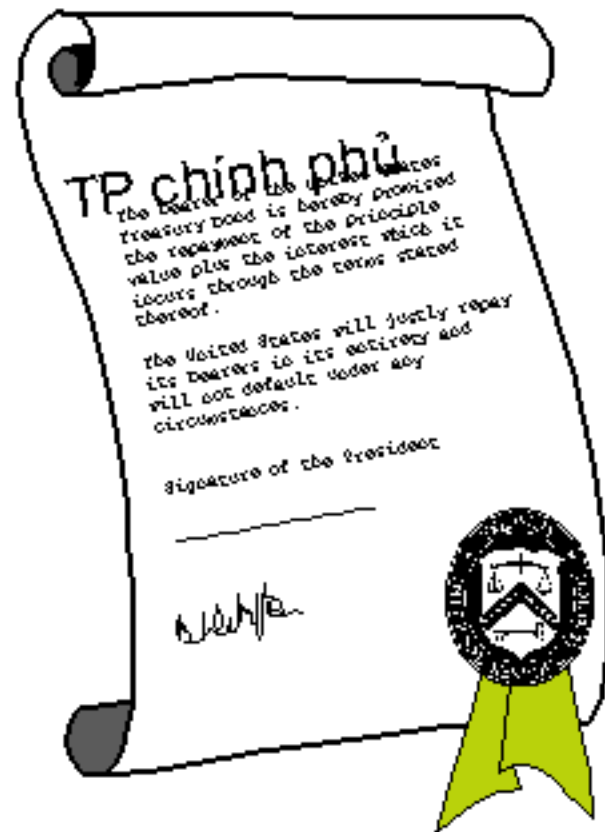 TP chính phủ
The bearer of the United States
Treasury bond is hereby promised
the repayment of the principle
value plus the interest which it
incurs through the terms stated
thereof.
The United States will justly repay
its bearers in its entirety and
will not default under any
circumstances.
Signature of the President